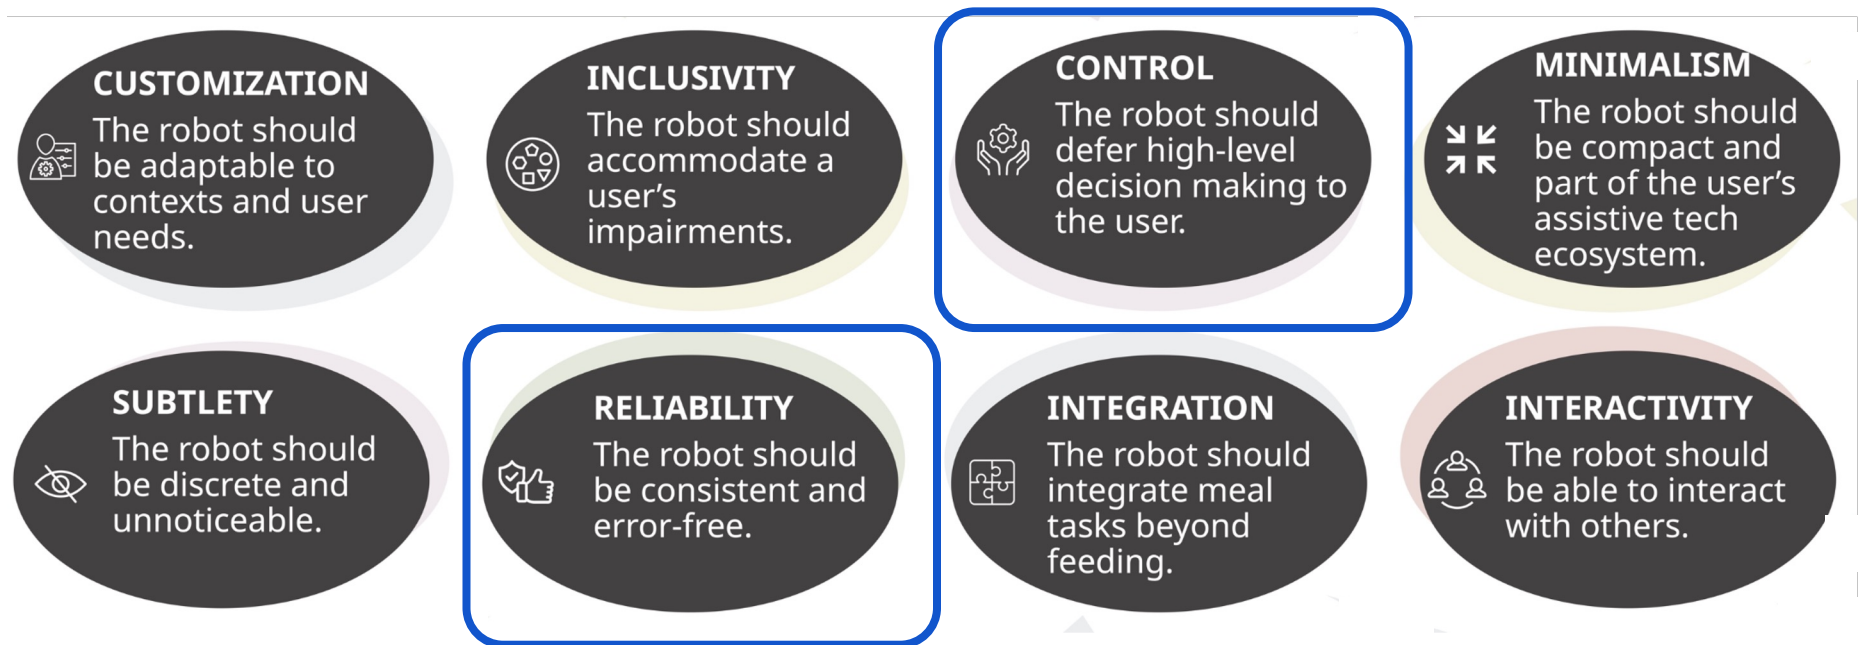 CUSTOMIZATION
The robot should
be adaptable to
contexts and user
needs.
INCLUSIVITY
The robot should
accommodate a
user’s
impairments.
CONTROL
The robot should
defer high-level
decision making to
the user.
MINIMALISM
The robot should
be compact and
part of the user’s
assistive tech
ecosystem.
SUBTLETY
The robot should
be discrete and
unnoticeable.
RELIABILITY
The robot should
be consistent and
error-free.
INTEGRATION
The robot should
integrate meal
tasks beyond
feeding.
INTERACTIVITY
The robot should
be able to interact
with others.